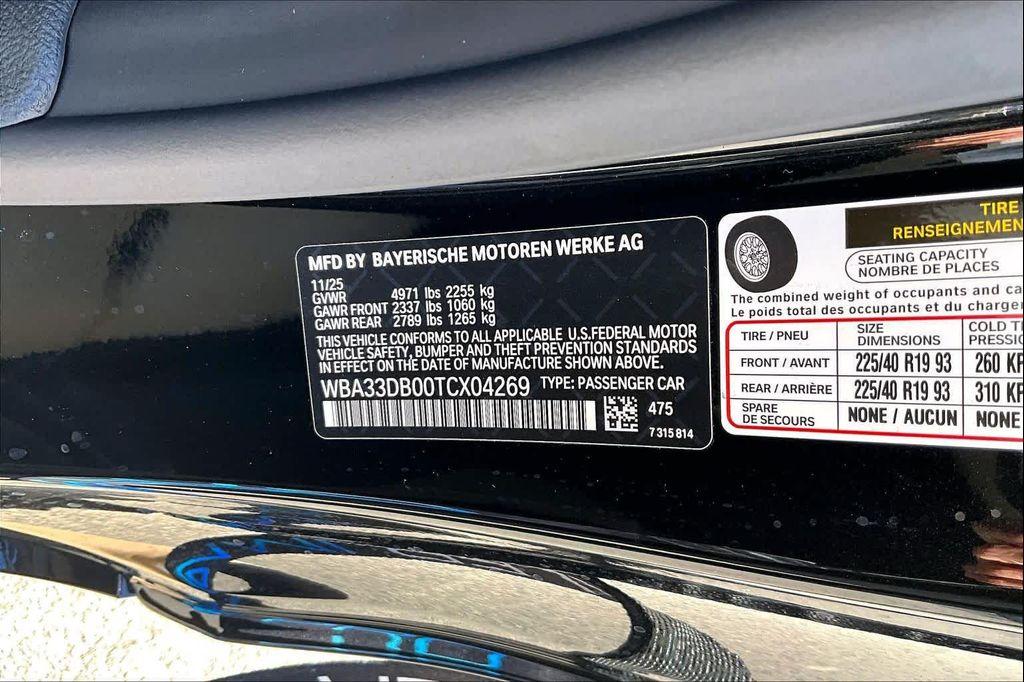 MFD BY BAYERISCHE MOTOREN WERKE AG
11/25
GVWR 4971 lbs 2255 kg
GAWR FRONT 2337 lbs 1060 kg
GAWR REAR 2789 lbs 1265 kg
THIS VEHICLE CONFORMS TO ALL APPLICABLE U.S.FEDERAL MOTOR
VEHICLE SAFETY, BUMPER AND THEFT PREVENTION STANDARDS
IN EFFECT ON THE DATE OF MANUFACTURE SHOWN ABOVE.
WBA33DB00TCX04269 TYPE: PASSENGER CAR
475
7 315 814
TIRE
RENSEIGNEMEN
SEATING CAPACITY
NOMBRE DE PLACES
The combined weight of occupants and ca
Le poids total des occupants et du charger
TIRE / PNEU SIZE COLD TI
DIMENSIONS PRESSIO
FRONT / AVANT 225/40 R19 93 260 KP
REAR / ARRIÈRE 225/40 R19 93 310 KP
SPARE
DE SECOURS NONE / AUCUN NONE